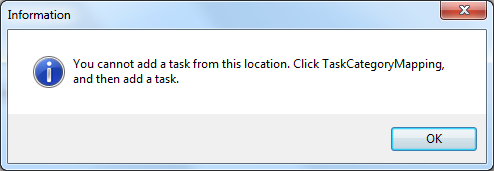 Information
You cannot add a task from this location. Click TaskCategoryMapping,
and then add a task.
OK